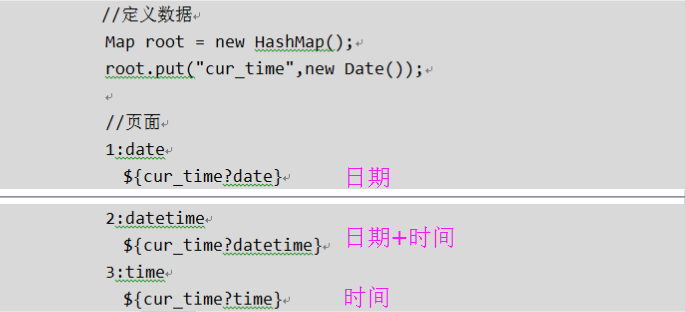 //定义数据
Map root = new HashMap();
root.put("cur_time",new Date());
//页面
1:date
${cur_time?date} 日期
2:datetime
${cur_time?datetime} 日期+时间
3:time
${cur_time?time} 时间